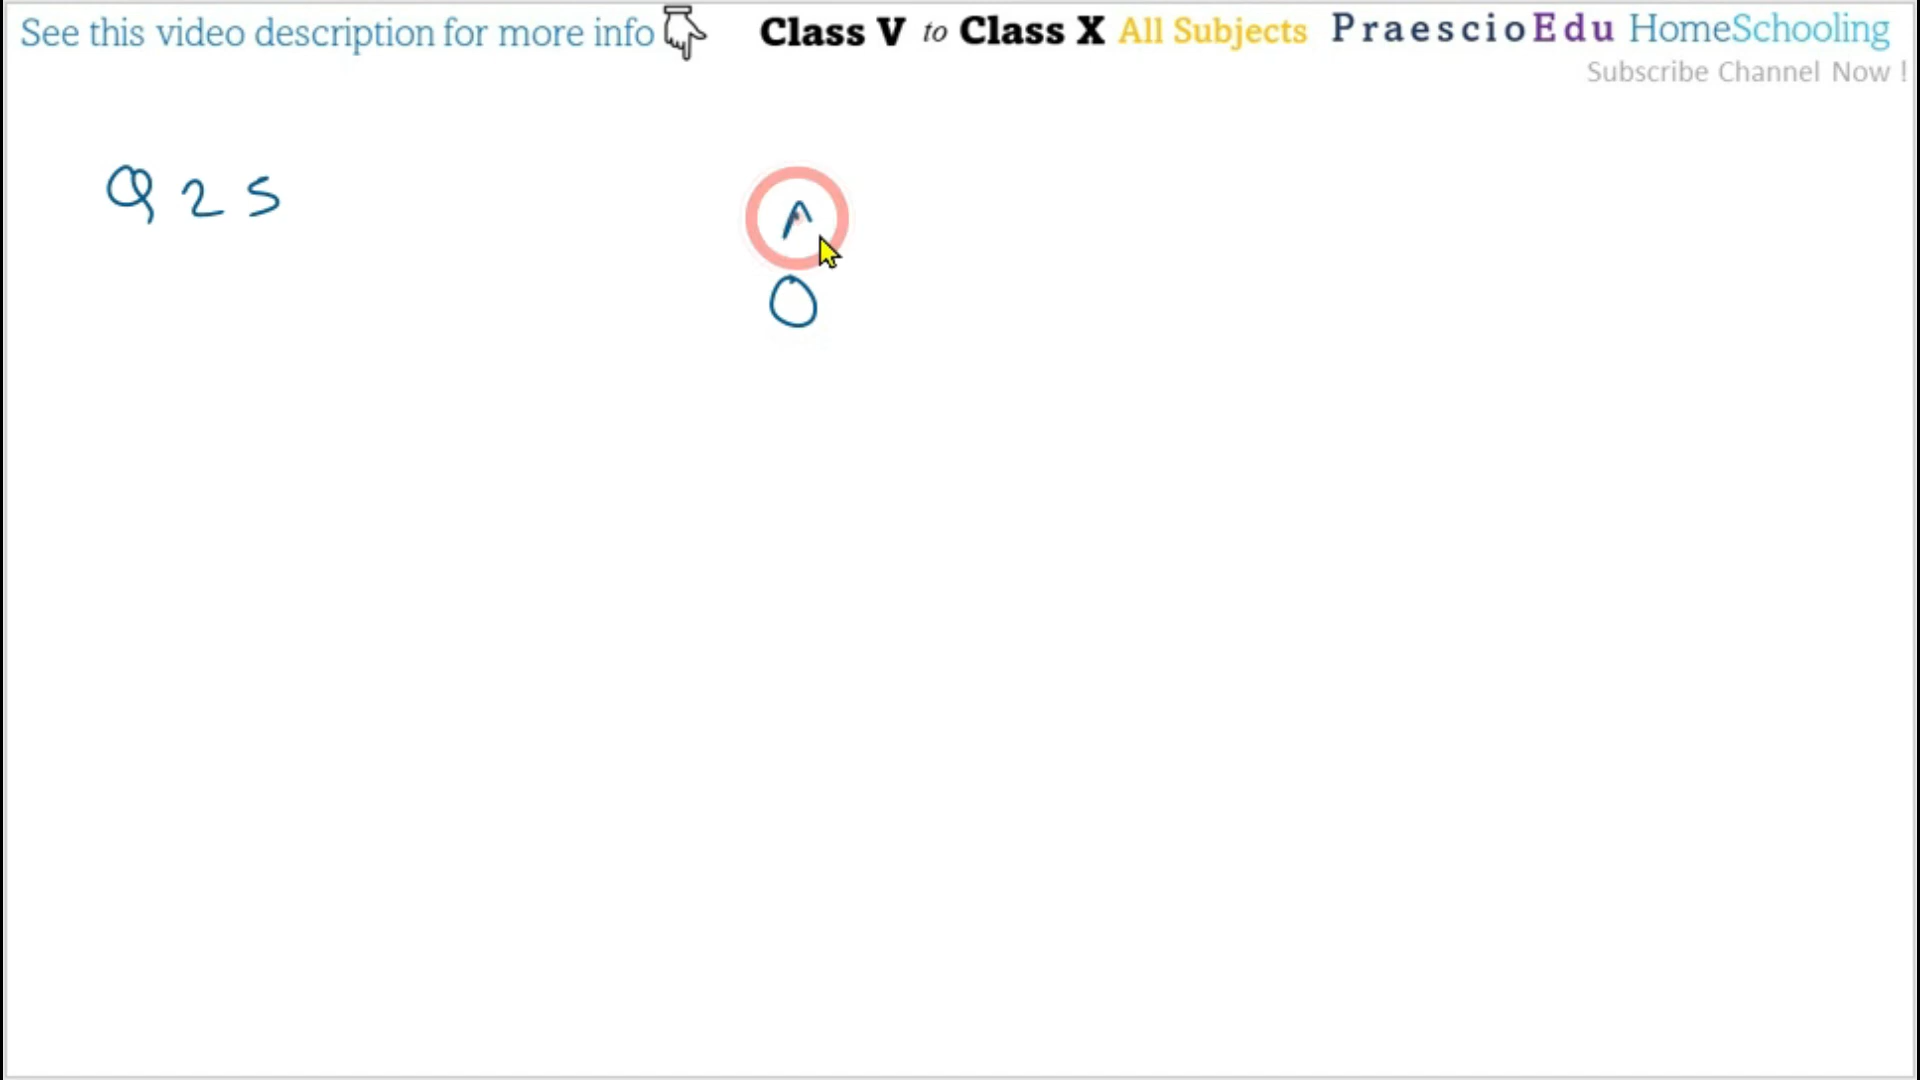 See this video description for more info Class V to Class X All Subjects PraescioEdu HomeSchooling
Subscribe Channel Now !
Q 25
A
O